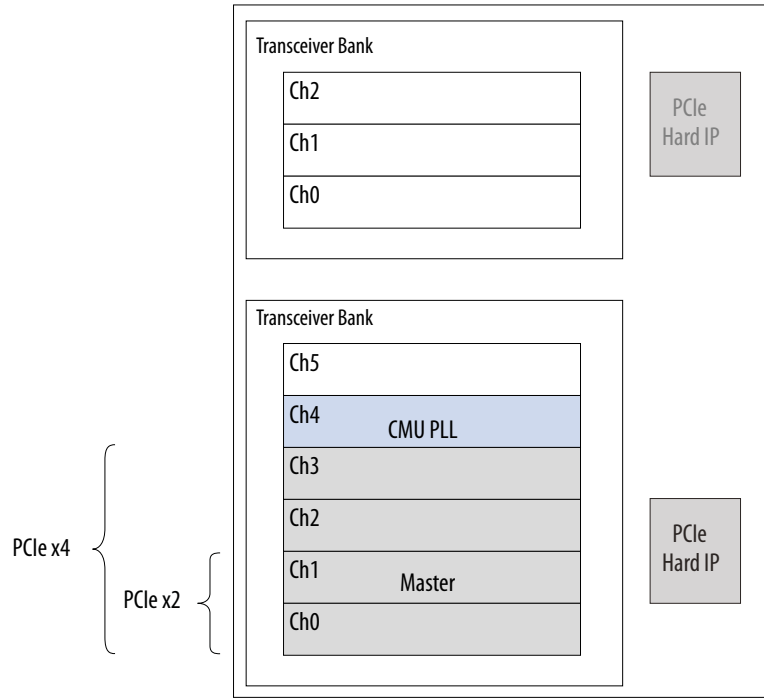 Transceiver Bank
Ch2
Ch1
Ch0
PCIe
Hard IP
Transceiver Bank
Ch5
Ch4
CMU PLL
Ch3
Ch2
Ch1
Master
Ch0
PCIe
Hard IP
PCIe x4
PCIe x2